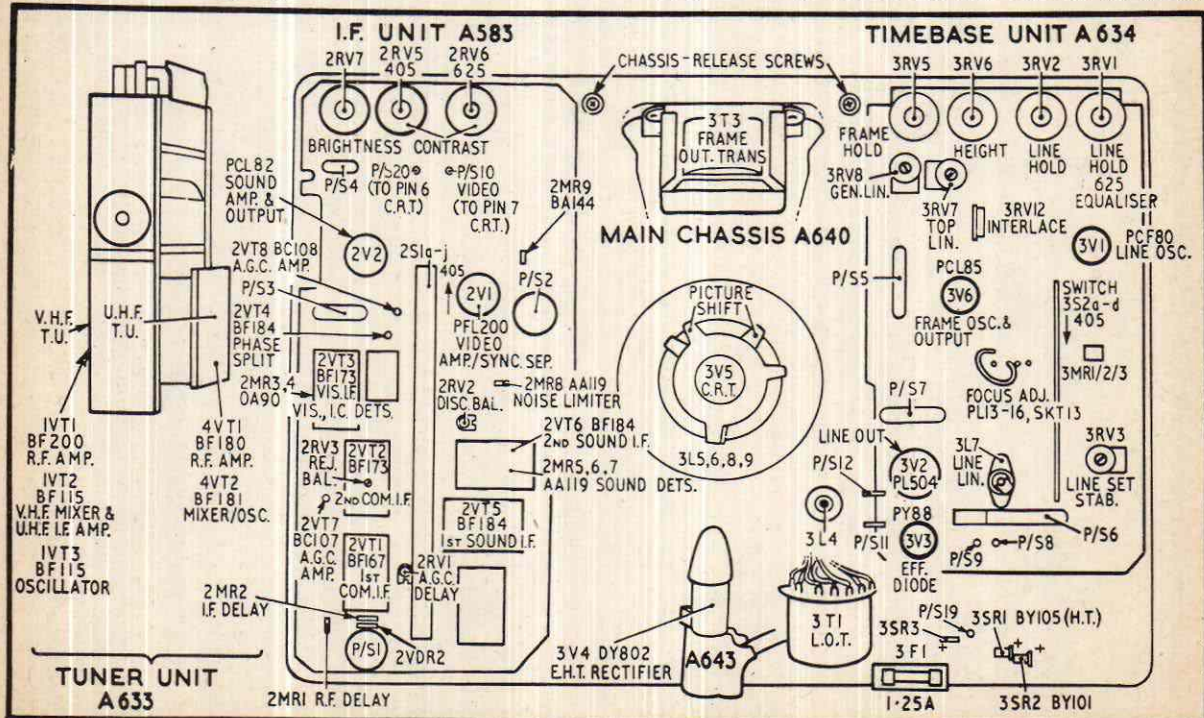 I.F. UNIT A583
TIMEBASE UNIT A634
2RV7
2RV5
405
2RV6
625
CHASSIS-RELEASE SCREWS
3RV5
3RV6
3RV2
3RV1
BRIGHTNESS
CONTRAST
3T3
FRAME
OUT. TRANS
FRAME
HOLD
HEIGHT
LINE
HOLD
LINE
HOLD
625
EQUALISER
PCL82
SOUND
AMP. &
OUTPUT
P/S4
P/S20
(TO PIN 6
C.R.T.)
P/S10
VIDEO
(TO PIN 7
C.R.T.)
2MR9
BA144
3RV8
GEN. LIN.
3RV7
TOP
LIN.
3RV12
INTERLACE
MAIN CHASSIS A640
3V1
PCF80
LINE OSC.
2V2
2VT8 BC108
A.G.C. AMP.
2S1a-j
405
2V1
P/S2
P/S3
P/S5
PCL85
3V6
FRAME OSC. &
OUTPUT
SWITCH
3S2a-d
405
PICTURE
SHIFT
V.H.F.
T.U.
U.H.F.
T.U.
2VT4
BF184
PHASE
SPLIT
PFL200
VIDEO
AMP/SYNC. SEP.
3V5
C.R.T.
3MR1/2/3
2VT3
BF173
VIS. I.F.
2MR3,4
OA90
VIS., I.C. DETS.
2RV2
DISC. BAL.
2MR8 AA119
NOISE LIMITER
P/S7
FOCUS ADJ.
PL13-16, SKT13
1VT1
BF200
R.F. AMP.
4VT1
BF180
R.F. AMP.
2RV3
REJ.
BAL.
2VT2
BF173
2ND COM. I.F.
2VT6 BF184
2ND SOUND I.F.
2MR5,6,7
AA119 SOUND DETS.
3L5,6,8,9
LINE OUT
P/S12
3V2
PL504
3L7
LINE
LIN.
3RV3
LINE SET
STAB.
1VT2
BF115
V.H.F. MIXER &
U.H.F. I.F. AMP.
4VT2
BF181
MIXER/OSC.
2VT7
BC107
A.G.C.
AMP.
2VT5
BF184
1ST SOUND I.F.
3L4
P/S11
PY88
3V3
EFF.
DIODE
P/S6
P/S9
P/S8
1VT3
BF115
OSCILLATOR
2VT1
BF167
1ST
COM. I.F.
2RV1
A.G.C.
DELAY
2MR2
I.F. DELAY
P/S1
2VDR2
3V4 DY802
E.H.T. RECTIFIER
A643
3T1
L.O.T.
P/S19
3SR3
+
3SR1 BY105 (H.T.)
+
+
3F1
1·25A
3SR2 BY101
TUNER UNIT
A633
2MR1 R.F. DELAY